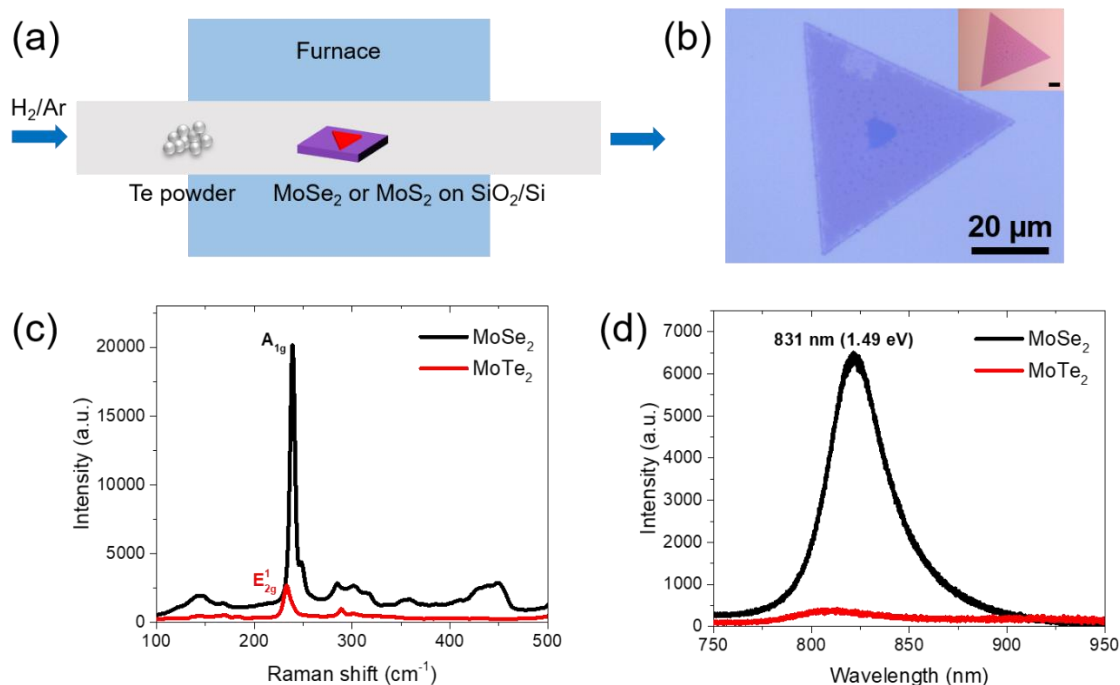 (a)
Furnace
H₂/Ar
Te powder
MoSe₂ or MoS₂ on SiO₂/Si
(b)
20 µm
(c)
Intensity (a.u.)
20000
15000
10000
5000
0
100 200 300 400 500
Raman shift (cm⁻¹)
A₁g
E¹₂g
MoSe₂
MoTe₂
(d)
Intensity (a.u.)
7000
6000
5000
4000
3000
2000
1000
0
750 800 850 900 950
Wavelength (nm)
831 nm (1.49 eV)
MoSe₂
MoTe₂